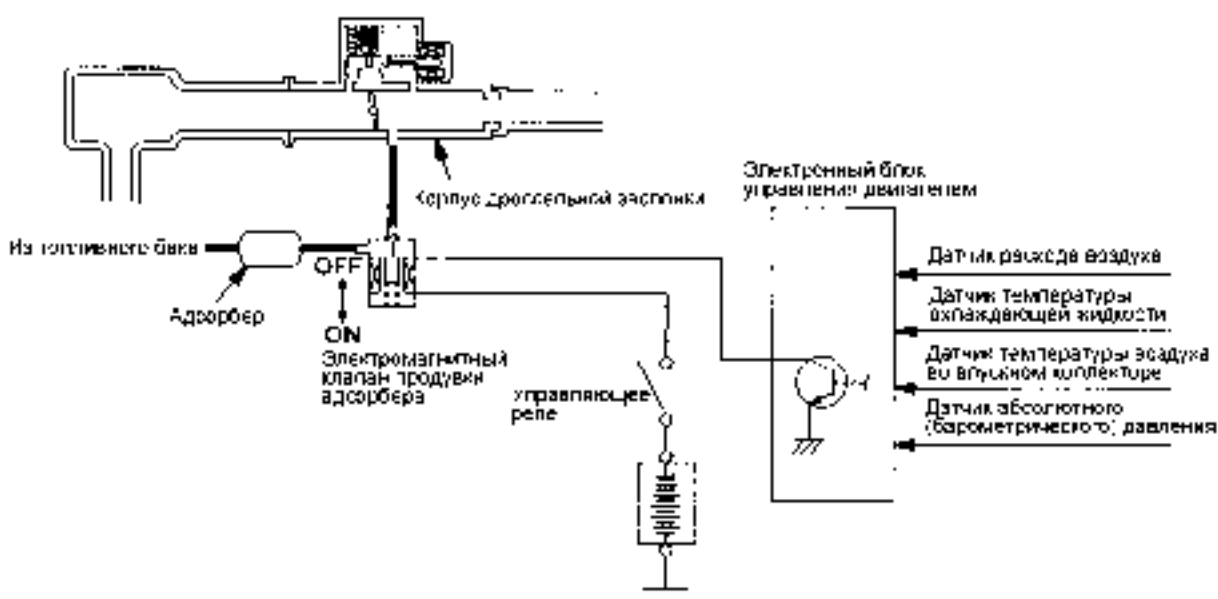 Электронный блок
управления двигателем
Корпус дроссельной заслонки
Из топливного бака
OFF
Датчик расхода воздуха
Адсорбер
ON
Датчик температуры
охлаждающей жидкости
Электромагнитный
клапан продувки
адсорбера
Датчик температуры воздуха
во впускном коллекторе
Управляющее
реле
Датчик абсолютного
(барометрического) давления